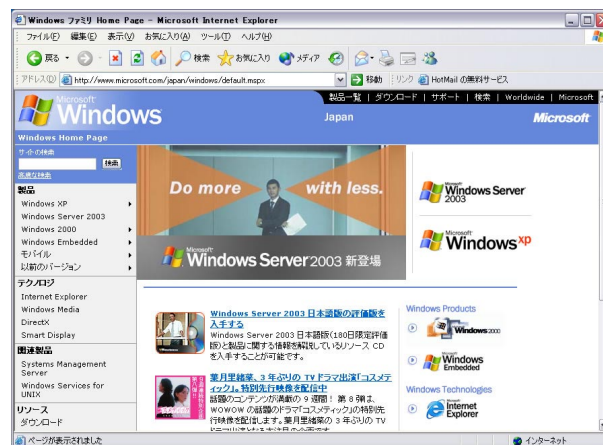 Windows ファミリ Home Page - Microsoft Internet Explorer
ファイル(F) 編集(E) 表示(V) お気に入り(A) ツール(T) ヘルプ(H)
戻る 検索 お気に入り メディア
アドレス(D) http://www.microsoft.com/japan/windows/default.mspx 移動 リンク HotMail の無料サービス
製品一覧 | ダウンロード | サポート | 検索 | Worldwide | Microsoft
Microsoft Windows Japan Microsoft
Windows Home Page
サイトの検索
検索
高度な検索
製品
Windows XP
Windows Server 2003
Windows 2000
Windows Embedded
モバイル
以前のバージョン
テクノロジ
Internet Explorer
Windows Media
DirectX
Smart Display
関連製品
Systems Management
Server
Windows Services for
UNIX
リソース
ダウンロード
Do more with less.
Microsoft Windows Server 2003 新登場
Microsoft
Windows Server
2003
Microsoft
Windows xp
Windows Server 2003 日本語版の評価版を
入手する
Windows Server 2003 日本語版(180日限定評価
版)と製品に関する情報を解説しているリソース CD
を入手することが可能です。
葉月里緒菜、3 年ぶりの TV ドラマ出演「コスメテ
ィック」。特別先行映像を配信中
話題のコンテンツが満載の 9 週間! 第 8 弾は、
WOWOW の話題のドラマ「コスメティック」の特別先
行映像を配信します。葉月里緒菜の 3 年ぶりの TV
Windows Products
Windows 2000
Windows
Embedded
Windows Technologies
Internet
Explorer
ページが表示されました インターネット